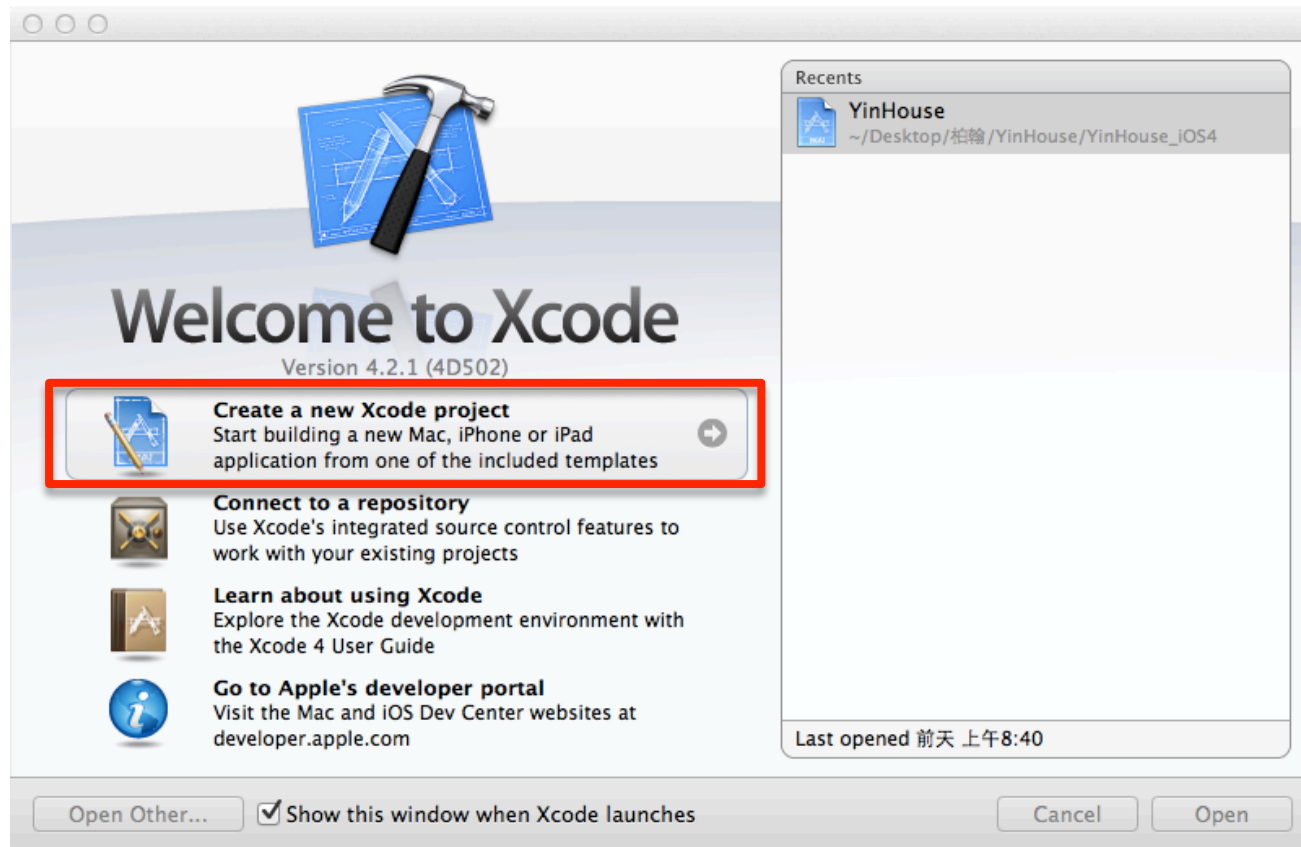 Welcome to Xcode
Version 4.2.1 (4D502)
Create a new Xcode project
Start building a new Mac, iPhone or iPad
application from one of the included templates
Connect to a repository
Use Xcode's integrated source control features to
work with your existing projects
Learn about using Xcode
Explore the Xcode development environment with
the Xcode 4 User Guide
Go to Apple's developer portal
Visit the Mac and iOS Dev Center websites at
developer.apple.com
Recents
YinHouse
~/Desktop/柏翰/YinHouse/YinHouse_iOS4
Last opened 前天 上午8:40
Open Other...
Show this window when Xcode launches
Cancel
Open